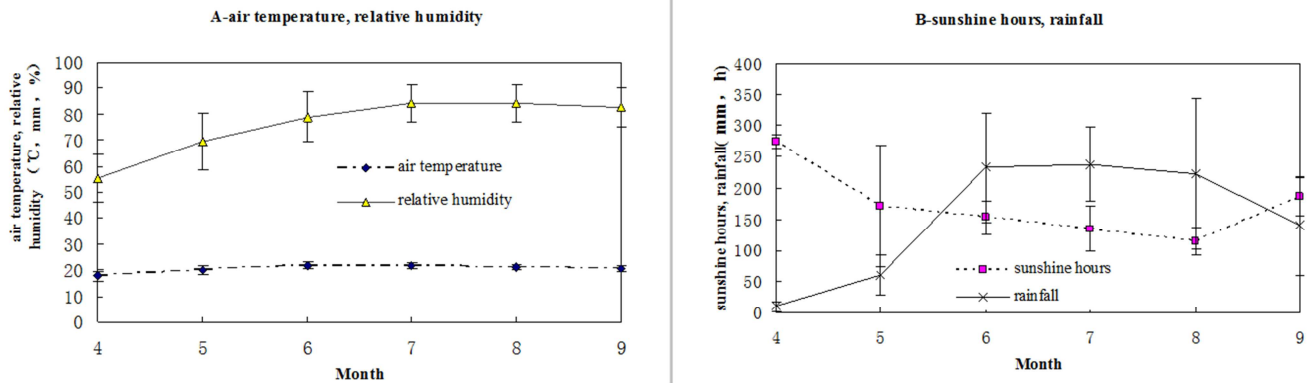 A-air temperature, relative humidity
air temperature, relative
humidity （℃, mm, %）
100
90
80
70
60
50
40
30
20
10
0
air temperature
relative humidity
4 5 6 7 8 9
Month
B-sunshine hours, rainfall
sunshine hours, rainfall( mm, h)
400
350
300
250
200
150
100
50
0
sunshine hours
rainfall
4 5 6 7 8 9
Month